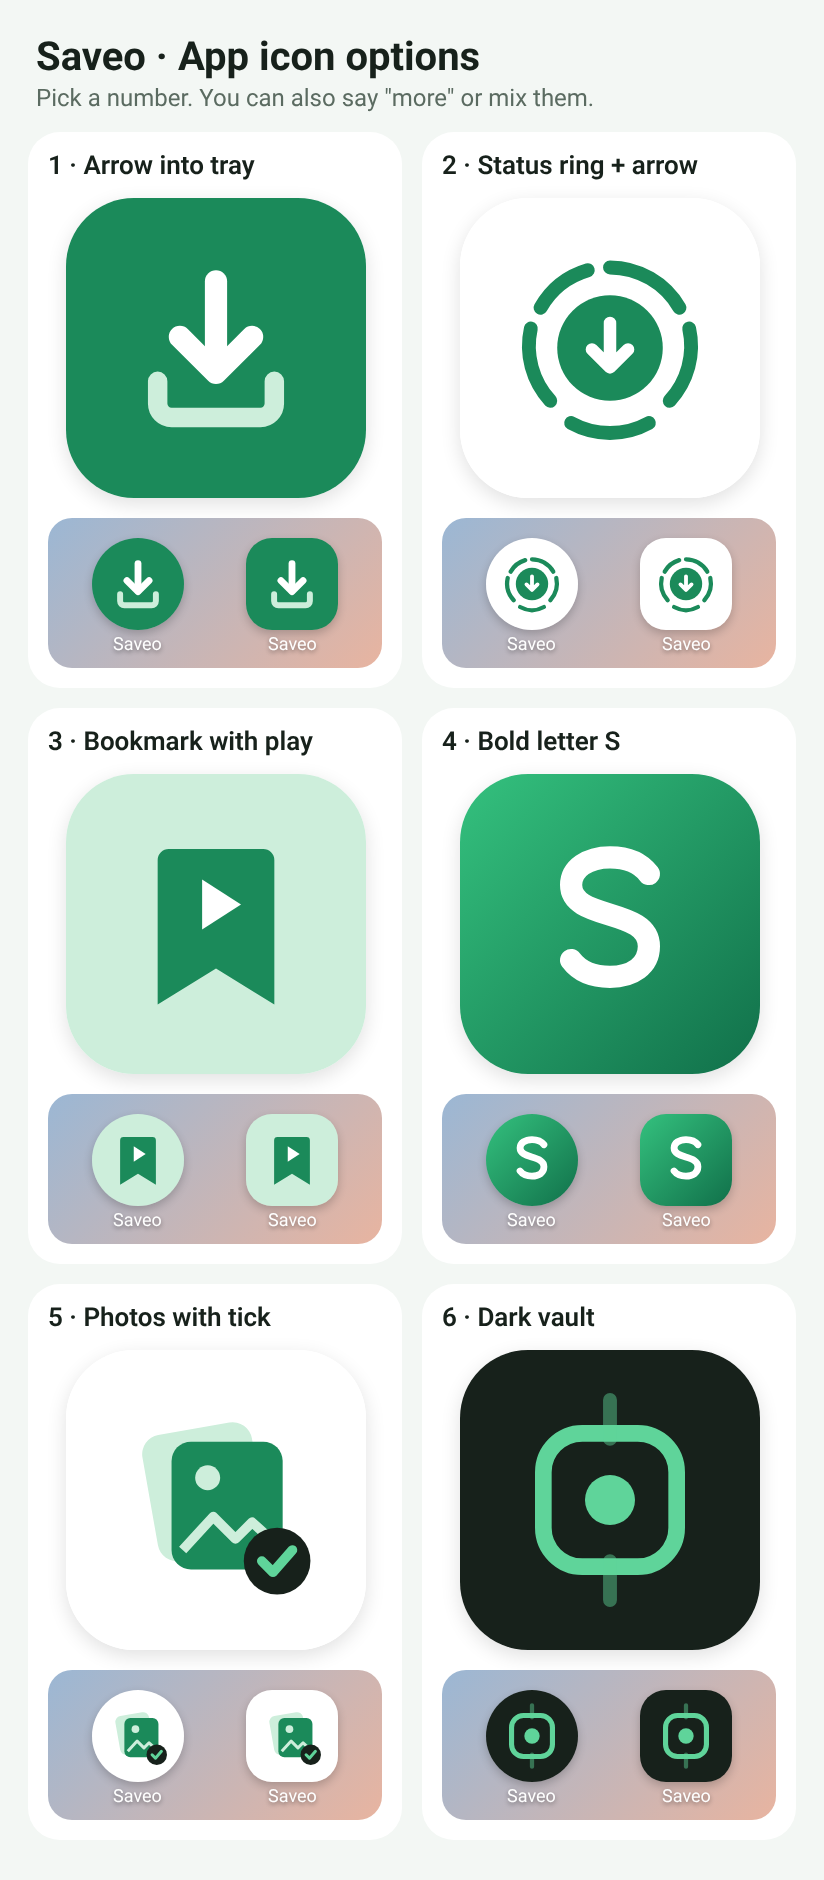 Saveo · App icon options
Pick a number. You can also say "more" or mix them.
1 · Arrow into tray
Saveo
Saveo
2 · Status ring + arrow
Saveo
Saveo
3 · Bookmark with play
Saveo
Saveo
4 · Bold letter S
S
S
Saveo
S
Saveo
5 · Photos with tick
Saveo
Saveo
6 · Dark vault
Saveo
Saveo